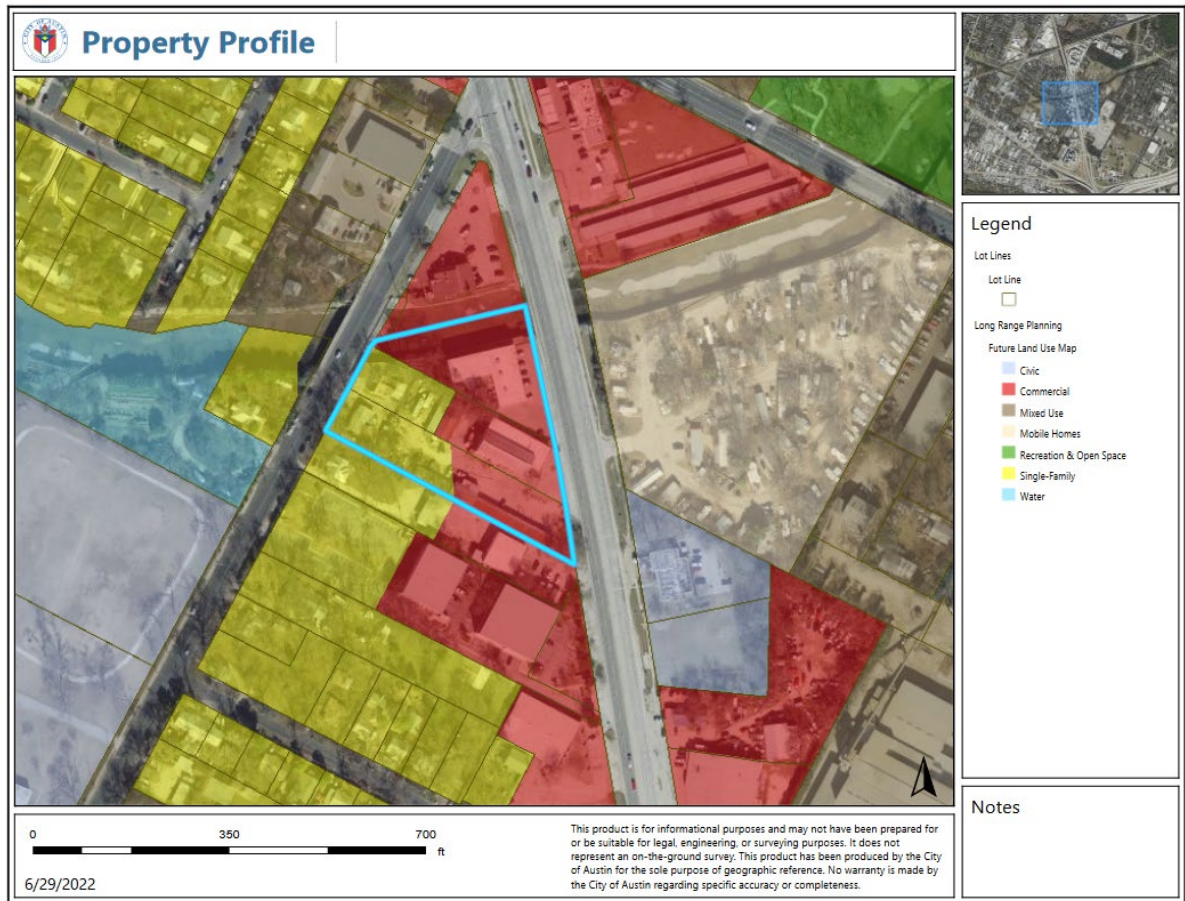 Property Profile
Legend
Lot Lines
Lot Line
Long Range Planning
Future Land Use Map
Civic
Commercial
Mixed Use
Mobile Homes
Recreation & Open Space
Single-Family
Water
Notes
0 350 700
ft
6/29/2022
This product is for informational purposes and may not have been prepared for
or be suitable for legal, engineering, or surveying purposes. It does not
represent an on-the-ground survey. This product has been produced by the City
of Austin for the sole purpose of geographic reference. No warranty is made by
the City of Austin regarding specific accuracy or completeness.